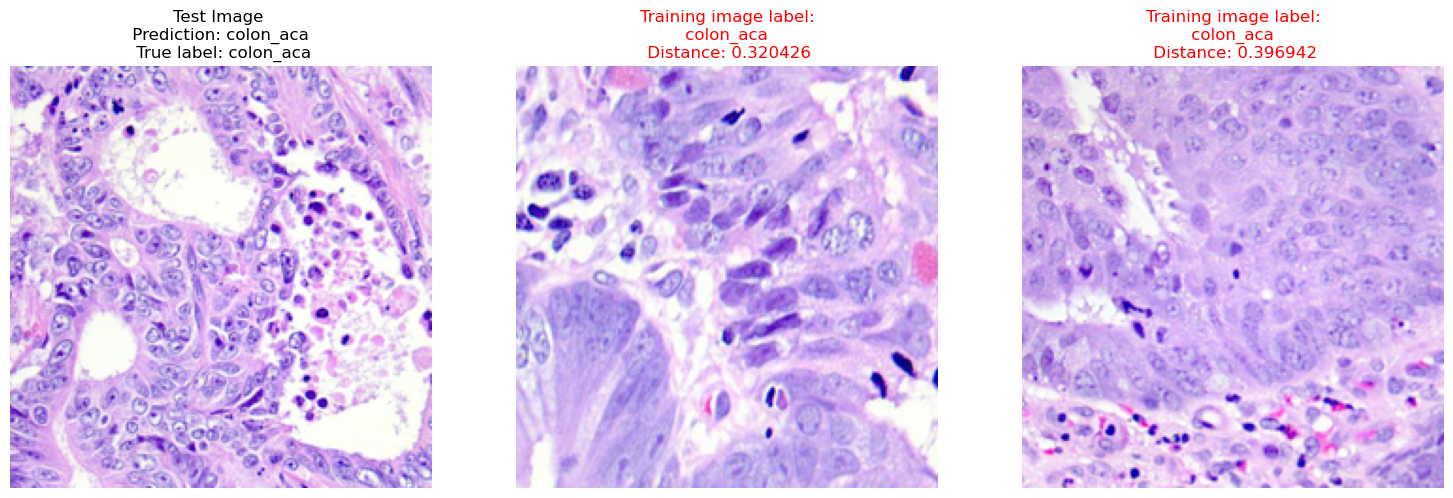 Test Image
Prediction: colon_aca
True label: colon_aca
Training image label:
colon_aca
Distance: 0.320426
Training image label:
colon_aca
Distance: 0.396942